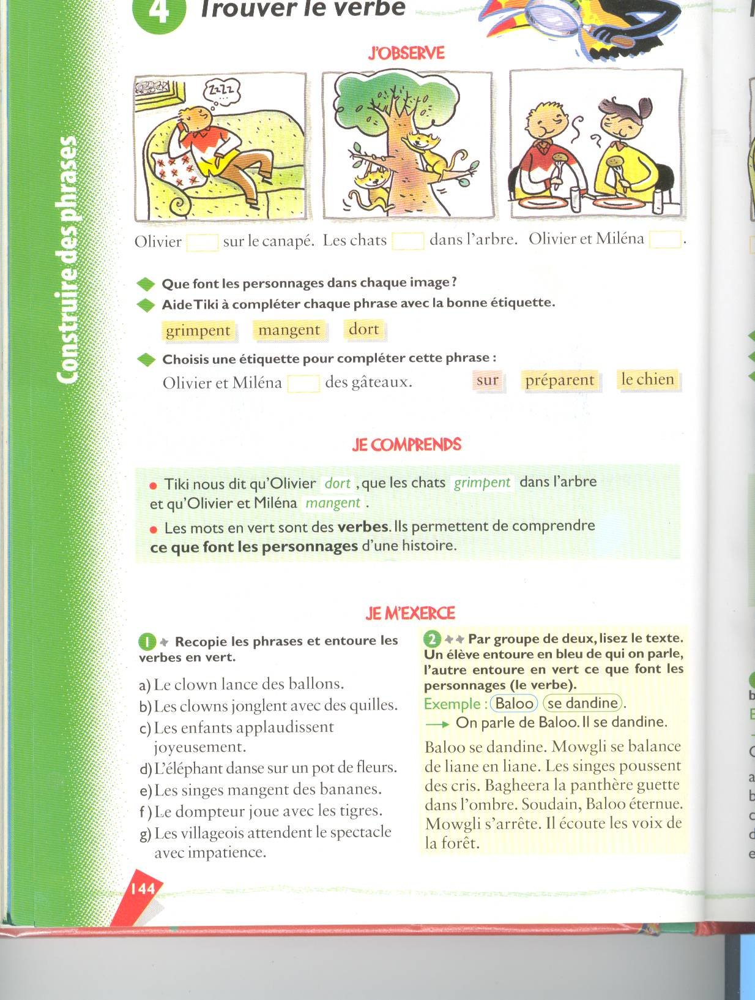 4 Trouver le verbe
J'OBSERVE
ZzZz
Olivier sur le canapé. Les chats dans l'arbre. Olivier et Miléna .
Que font les personnages dans chaque image ?
Aide Tiki à compléter chaque phrase avec la bonne étiquette.
grimpent mangent dort
Choisis une étiquette pour compléter cette phrase :
Olivier et Miléna des gâteaux. sur préparent le chien
Construire des phrases
JE COMPRENDS
• Tiki nous dit qu'Olivier dort , que les chats grimpent dans l'arbre
et qu'Olivier et Miléna mangent .
• Les mots en vert sont des verbes. Ils permettent de comprendre
ce que font les personnages d'une histoire.
JE M'EXERCE
1 Recopie les phrases et entoure les
verbes en vert.
a) Le clown lance des ballons.
b) Les clowns jonglent avec des quilles.
c) Les enfants applaudissent
joyeusement.
d) L'éléphant danse sur un pot de fleurs.
e) Les singes mangent des bananes.
f) Le dompteur joue avec les tigres.
g) Les villageois attendent le spectacle
avec impatience.
2 Par groupe de deux, lisez le texte.
Un élève entoure en bleu de qui on parle,
l'autre entoure en vert ce que font les
personnages (le verbe).
Exemple : Baloo se dandine .
→ On parle de Baloo. Il se dandine.
Baloo se dandine. Mowgli se balance
de liane en liane. Les singes poussent
des cris. Bagheera la panthère guette
dans l'ombre. Soudain, Baloo éternue.
Mowgli s'arrête. Il écoute les voix de
la forêt.
144